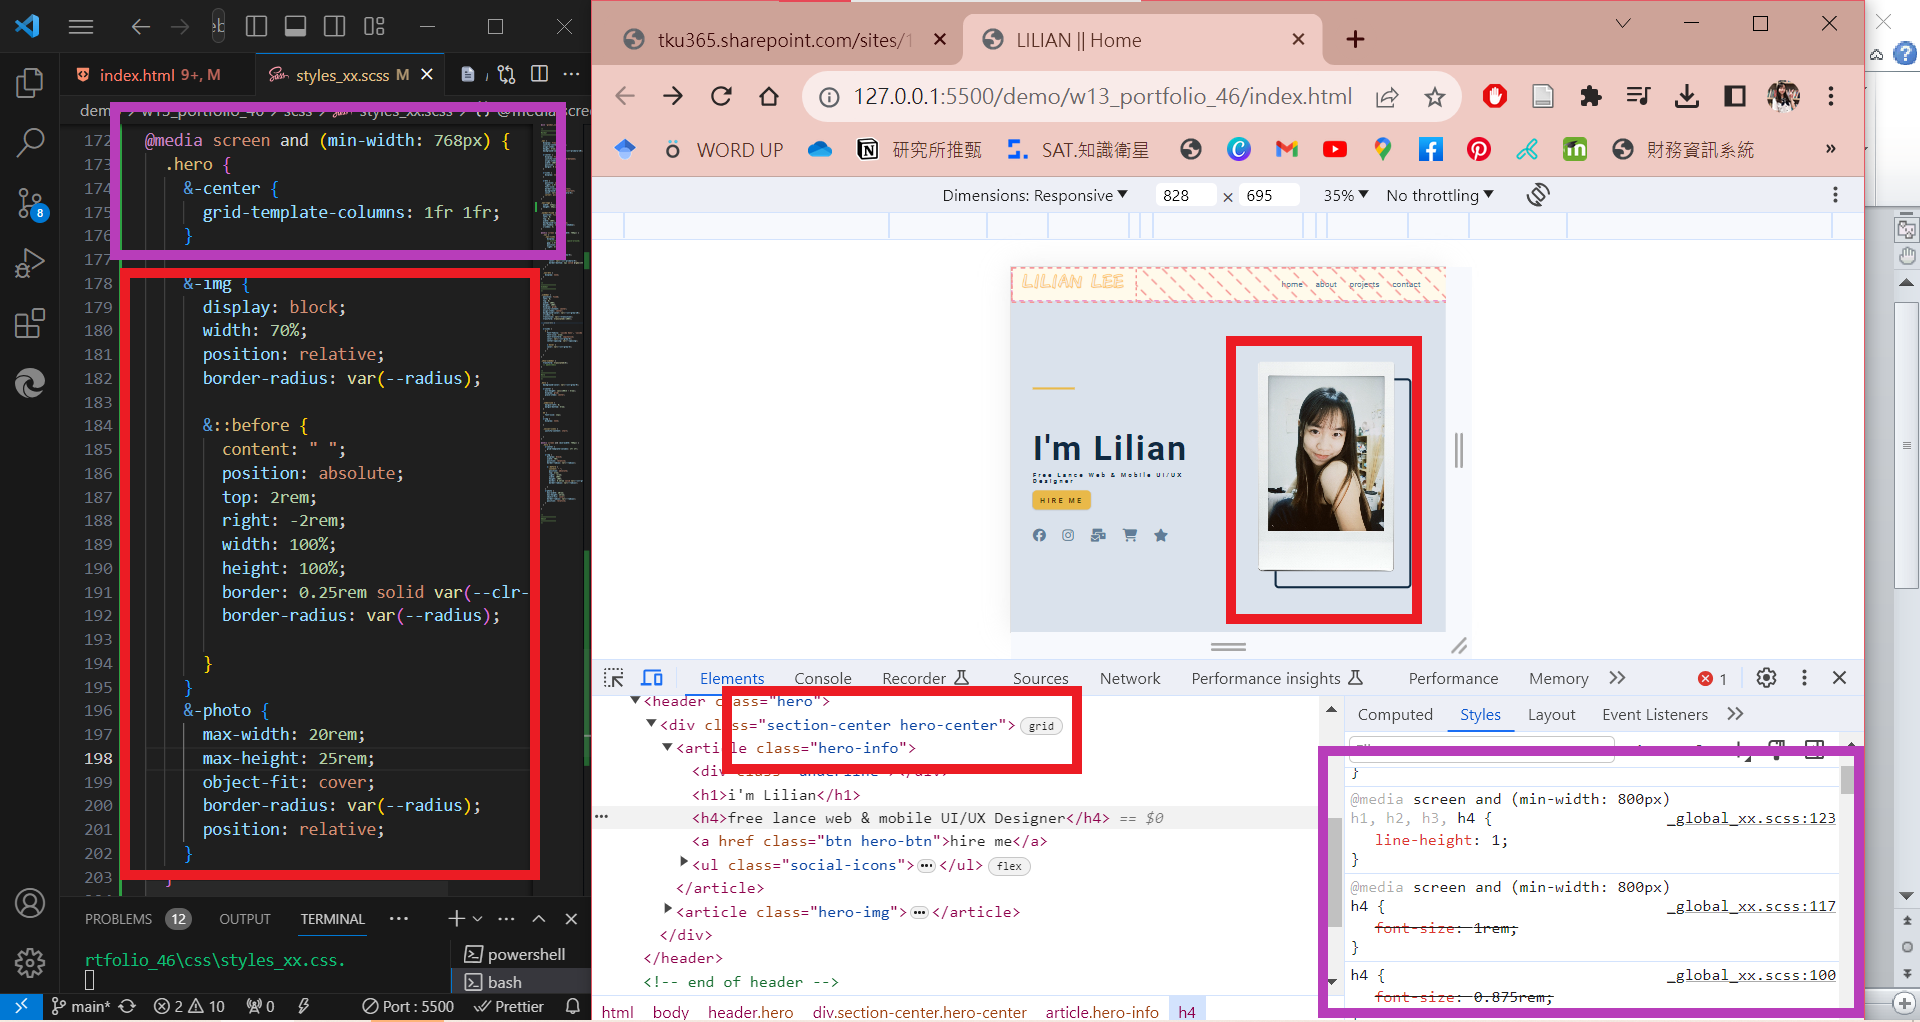 index.html 9+, M
styles_xx.scss M
172 @media screen and (min-width: 768px) {
173 .hero {
174 &-center {
175 grid-template-columns: 1fr 1fr;
176 }
177
178 &-img {
179 display: block;
180 width: 70%;
181 position: relative;
182 border-radius: var(--radius);
183
184 &::before {
185 content: " ";
186 position: absolute;
187 top: 2rem;
188 right: -2rem;
189 width: 100%;
190 height: 100%;
191 border: 0.25rem solid var(--clr-
192 border-radius: var(--radius);
193
194 }
195 }
196 &-photo {
197 max-width: 20rem;
198 max-height: 25rem;
199 object-fit: cover;
200 border-radius: var(--radius);
201 position: relative;
202 }
203 }
PROBLEMS 12 OUTPUT TERMINAL
rtfolio_46\css\styles_xx.css.
powershell
bash
main* 2 10 0 Port : 5500 Prettier
8
tku365.sharepoint.com/sites/1
LILIAN || Home
127.0.0.1:5500/demo/w13_portfolio_46/index.html
WORD UP 研究所推甄 SAT.知識衛星 財務資訊系統 »
Dimensions: Responsive 828 × 695 35% No throttling
LILIAN LEE home about projects contact
I'm Lilian
Free Lance Web & Mobile UI/UX
Designer
HIRE ME
Elements Console Recorder Sources Network Performance insights Performance Memory 1
<header class="hero">
<div class="section-center hero-center"> grid
<article class="hero-info">
<h1>i'm Lilian</h1>
<h4>free lance web & mobile UI/UX Designer</h4> == $0
<a href class="btn hero-btn">hire me</a>
<ul class="social-icons"> </ul> flex
</article>
<article class="hero-img"> </article>
</div>
</header>
<!-- end of header -->
html body header.hero div.section-center.hero-center article.hero-info h4
Computed Styles Layout Event Listeners
}
@media screen and (min-width: 800px)
h1, h2, h3, h4 { _global_xx.scss:123
line-height: 1;
}
@media screen and (min-width: 800px)
h4 { _global_xx.scss:117
font-size: 1rem;
}
h4 { _global_xx.scss:100
font-size: 0.875rem;